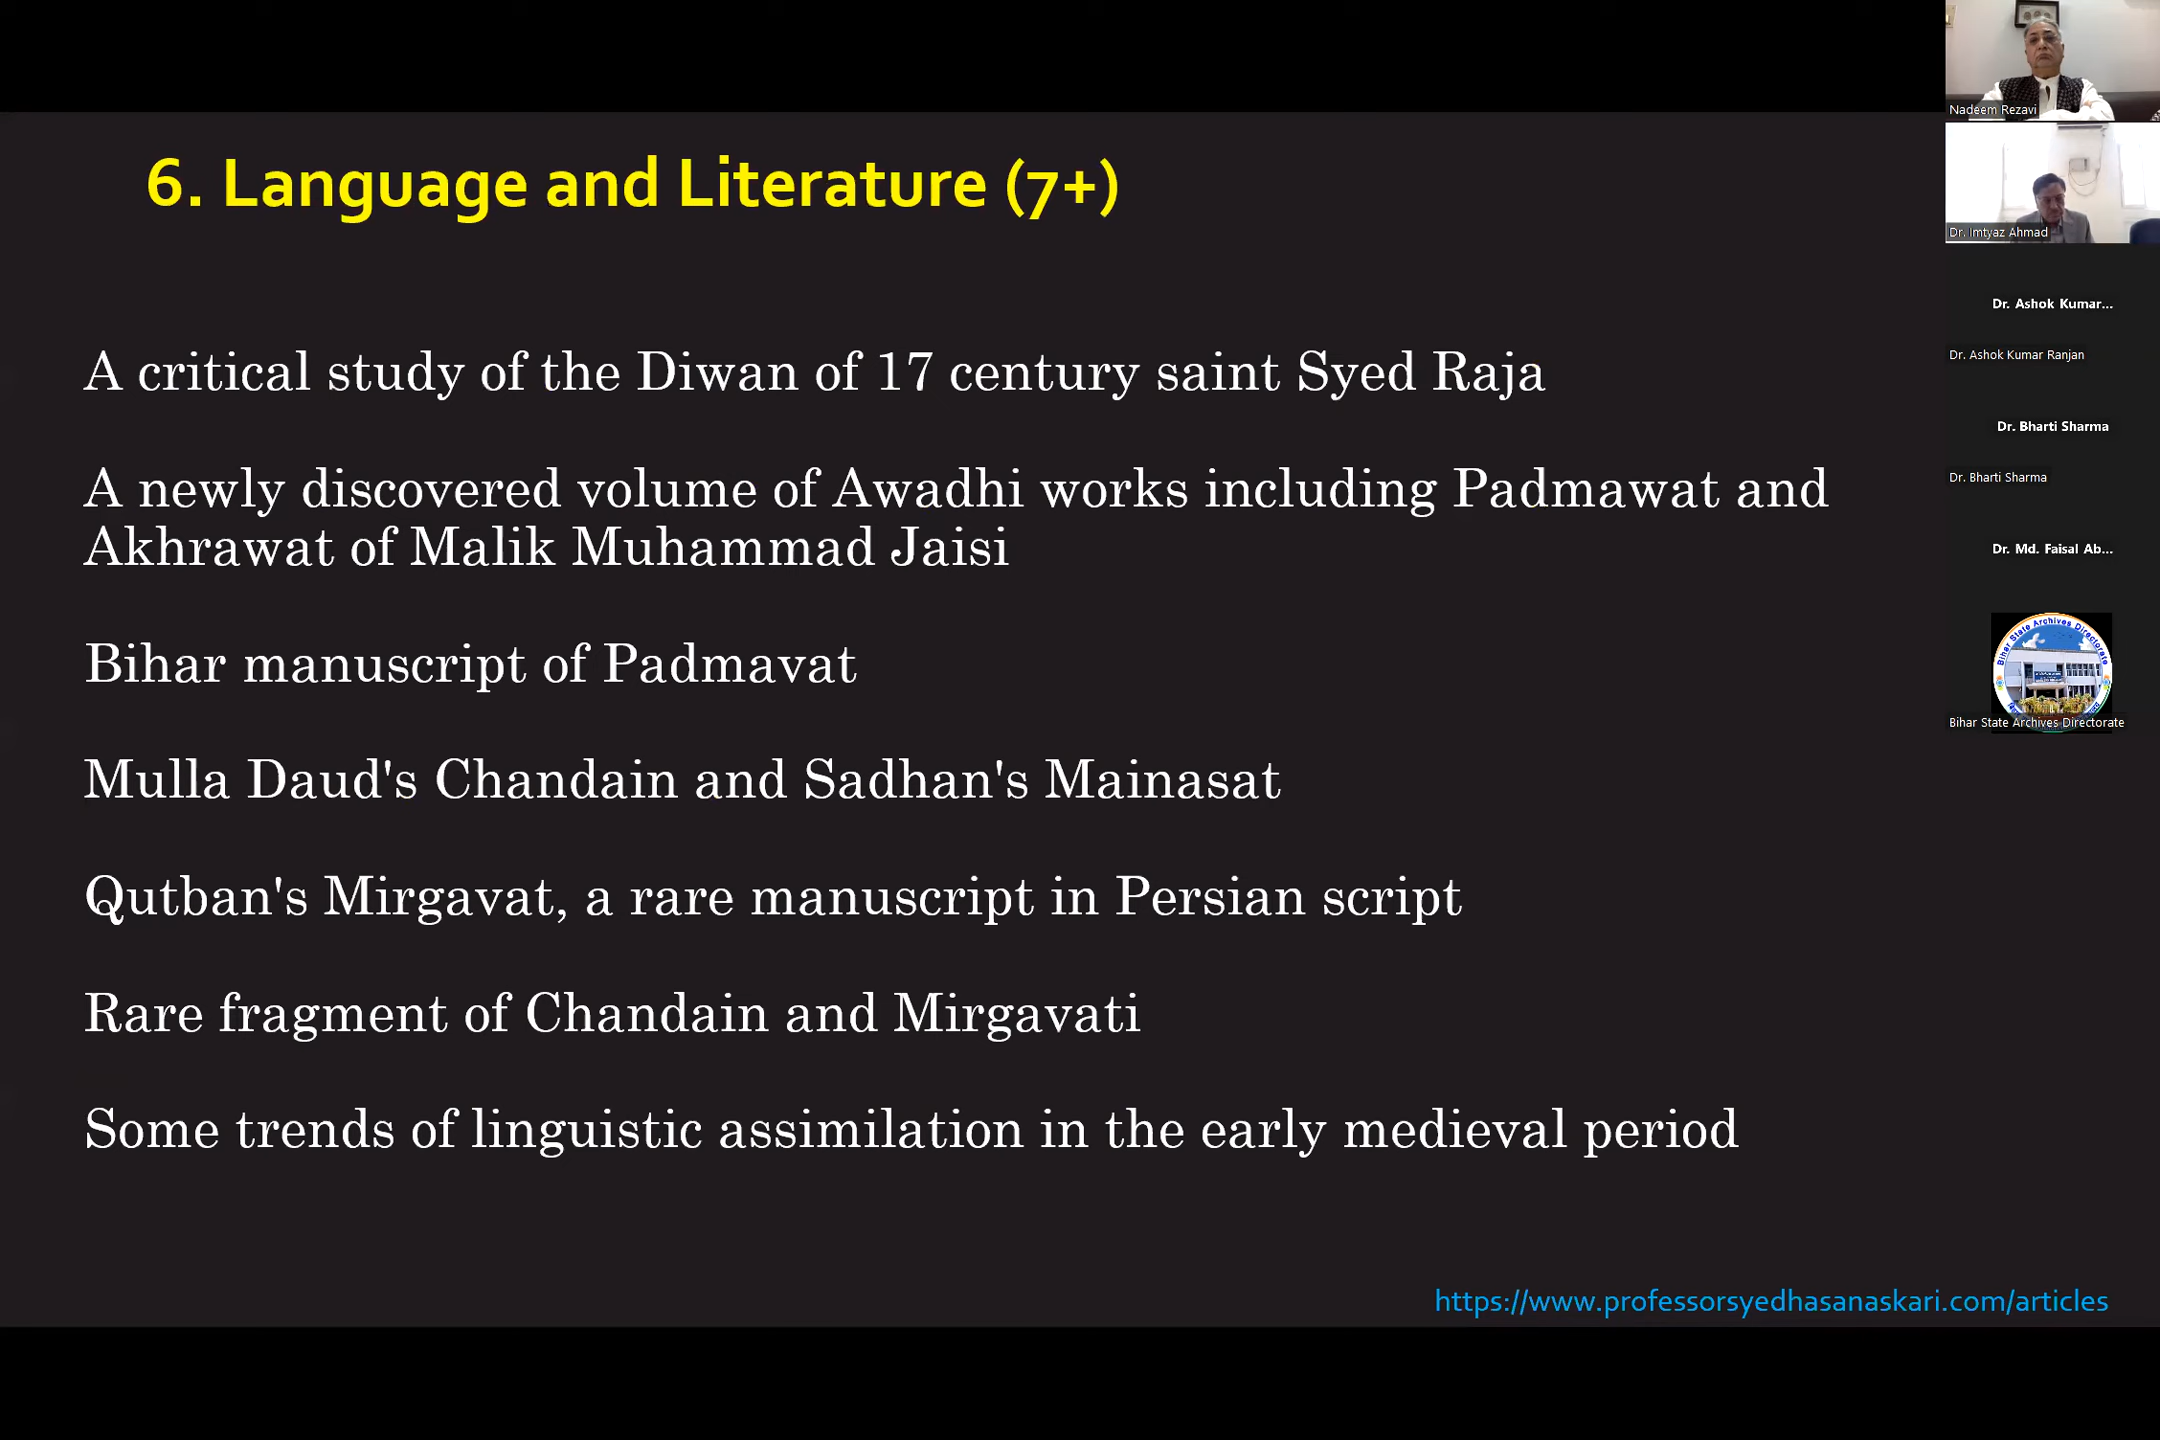 6. Language and Literature (7+)
A critical study of the Diwan of 17 century saint Syed Raja
A newly discovered volume of Awadhi works including Padmawat and
Akhrawat of Malik Muhammad Jaisi
Bihar manuscript of Padmavat
Mulla Daud's Chandain and Sadhan's Mainasat
Qutban's Mirgavat, a rare manuscript in Persian script
Rare fragment of Chandain and Mirgavati
Some trends of linguistic assimilation in the early medieval period
https://www.professorsyedhasanaskari.com/articles
Nadeem Rezavi
Dr. Imtyaz Ahmad
Dr. Ashok Kumar...
Dr. Ashok Kumar Ranjan
Dr. Bharti Sharma
Dr. Bharti Sharma
Dr. Md. Faisal Ab...
Bihar State Archives Directorate
Bihar State Archives Directorate